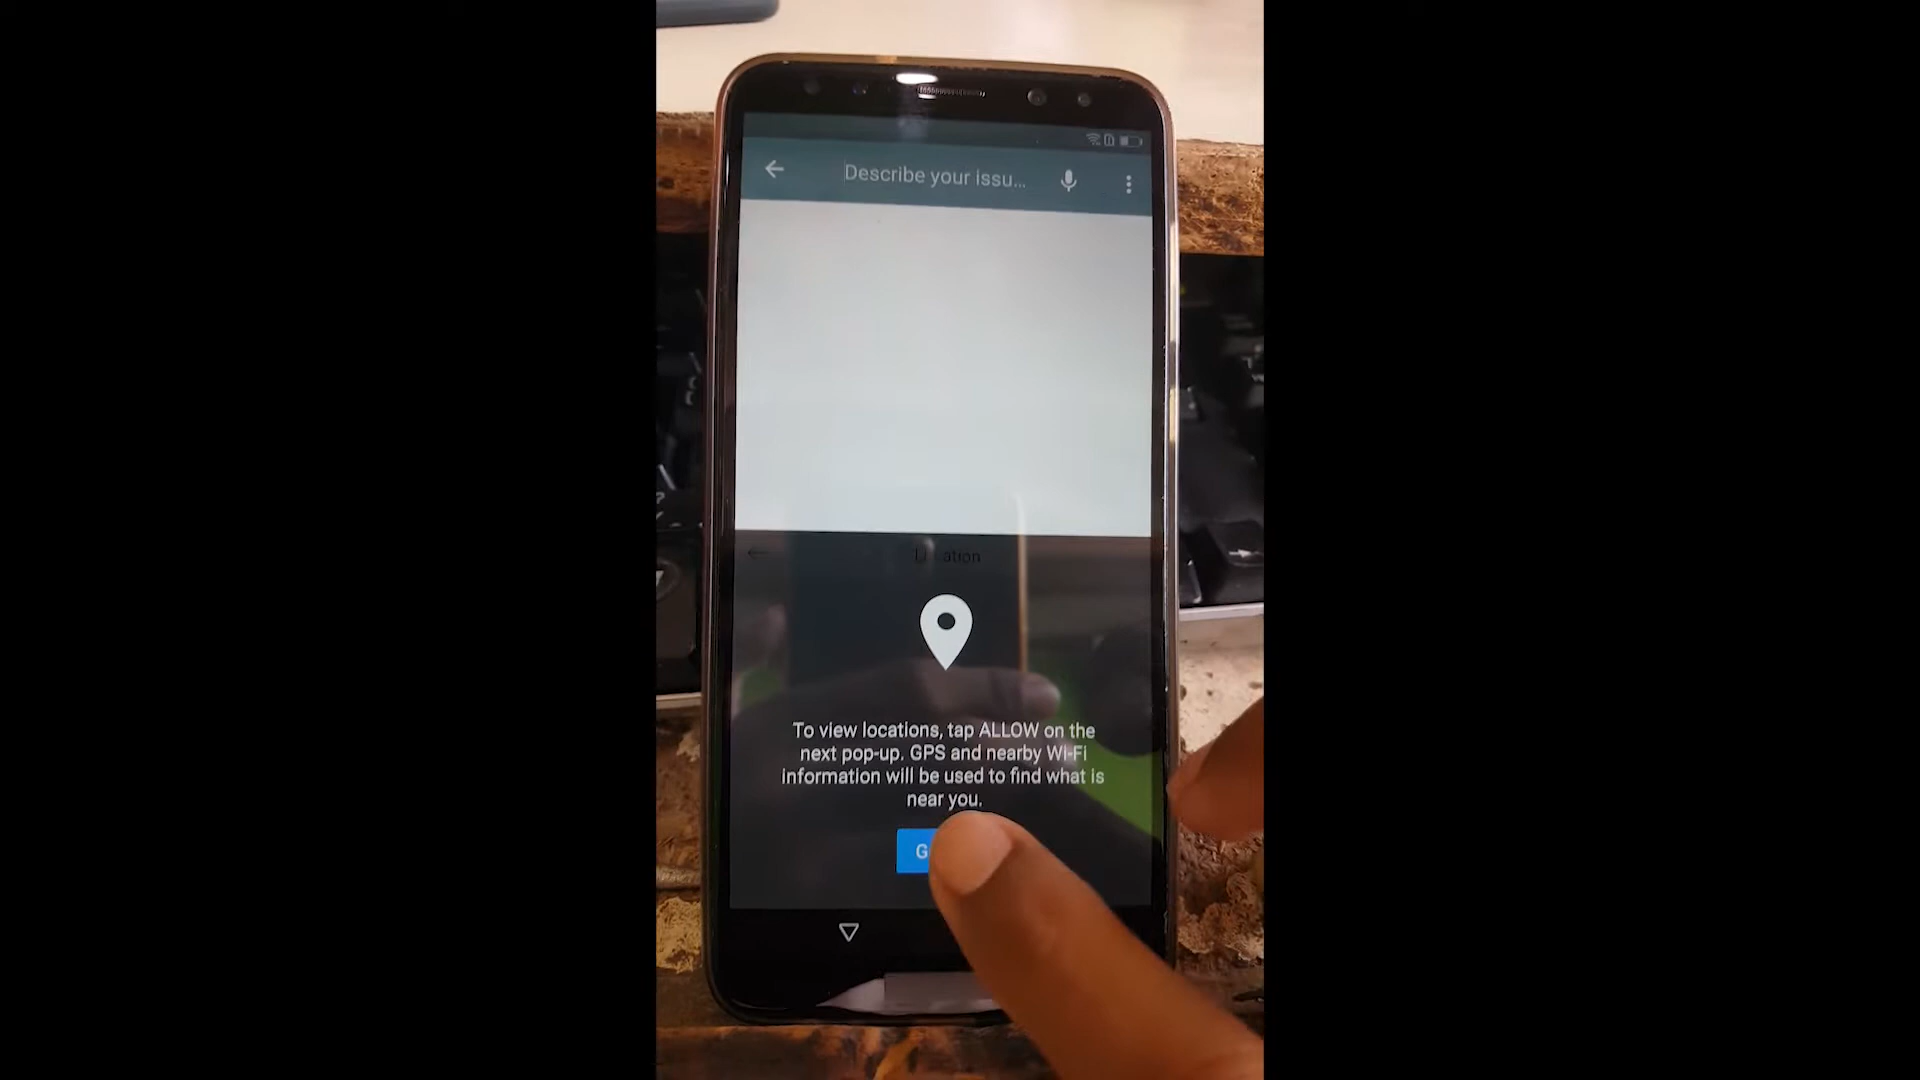 Describe your issu...
To view locations, tap ALLOW on the
next pop-up. GPS and nearby Wi-Fi
information will be used to find what is
near you.